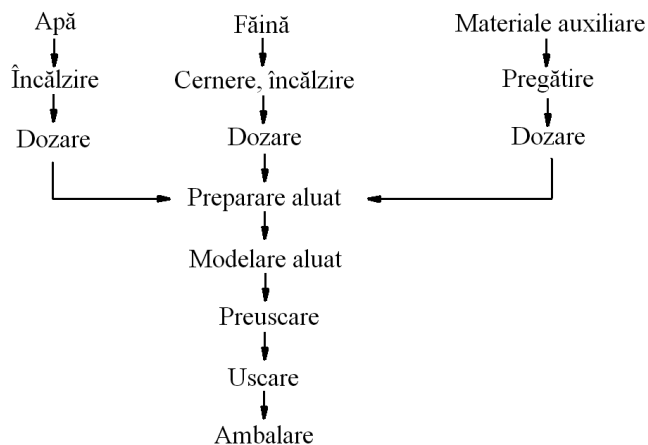 Apă Făină Materiale auxiliare
Încălzire Cernere, încălzire Pregătire
Dozare Dozare Dozare
Preparare aluat
Modelare aluat
Preuscare
Uscare
Ambalare